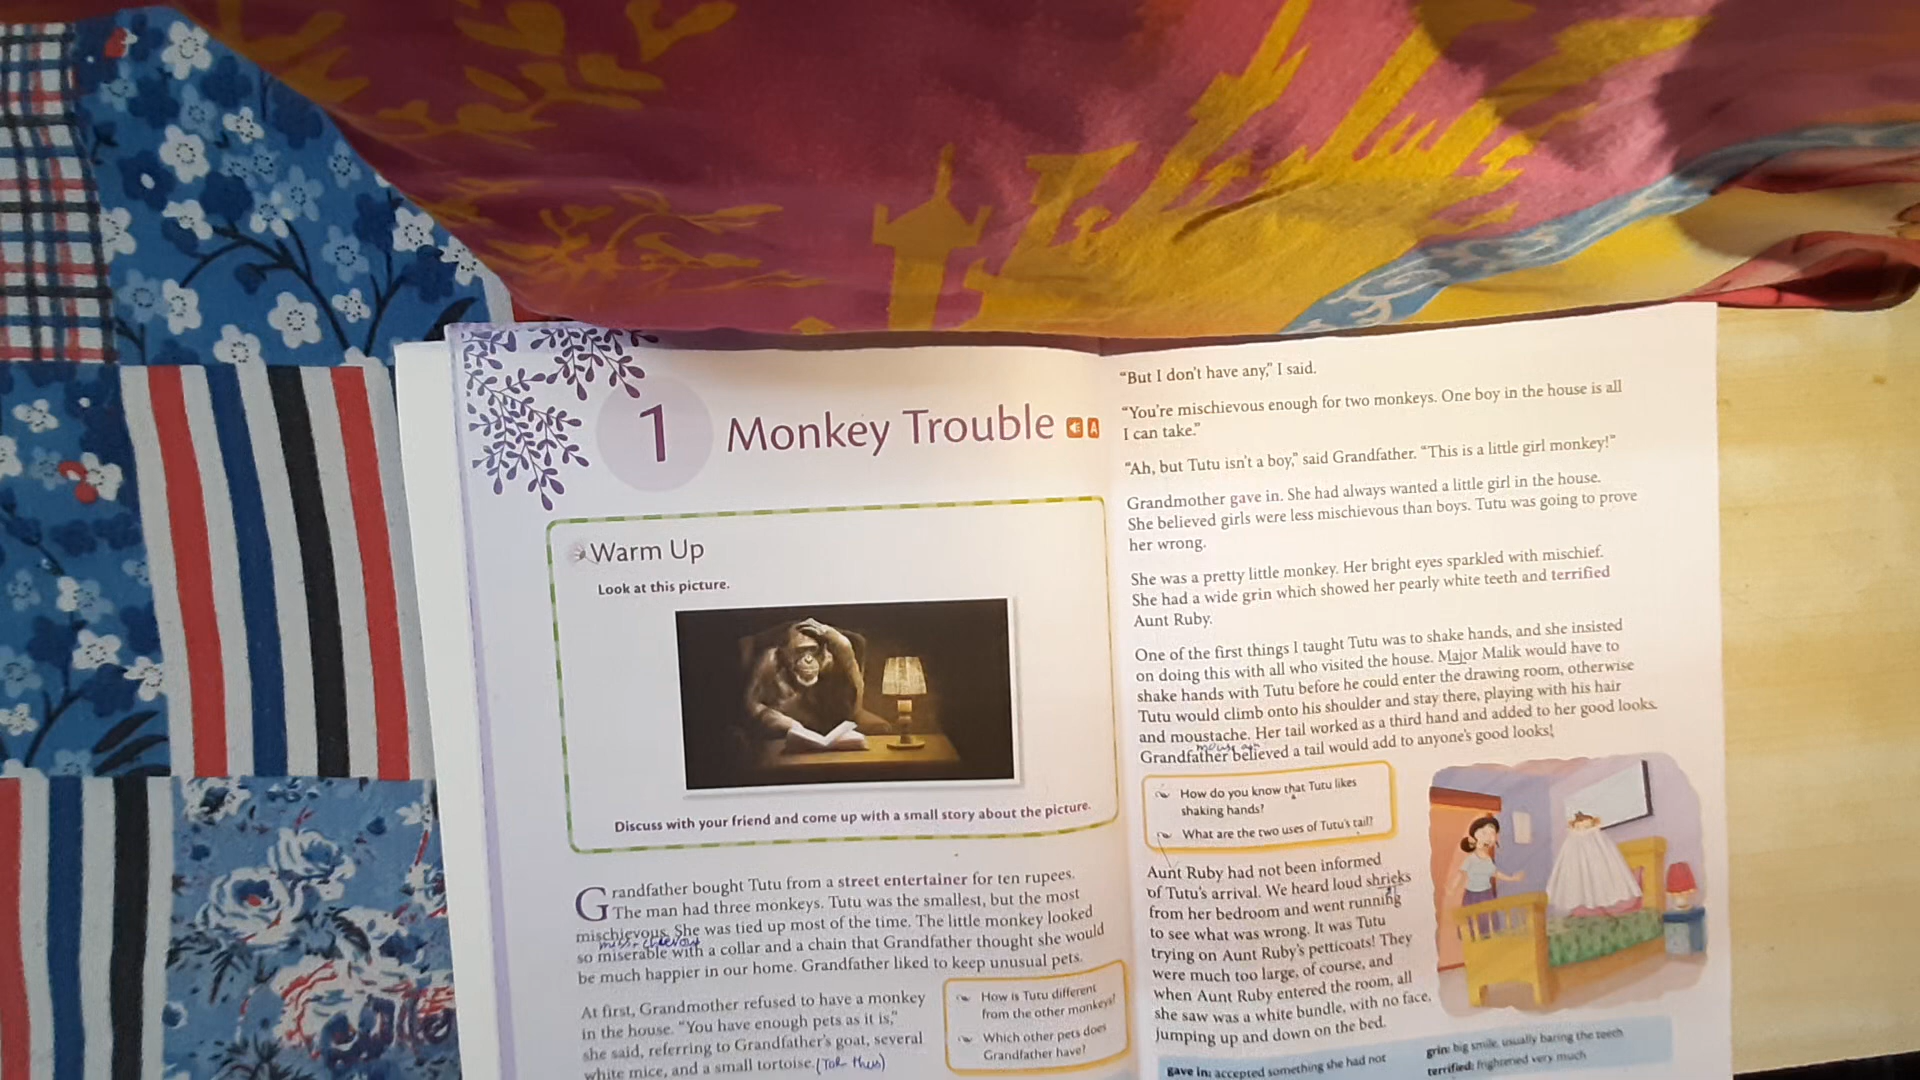 1 Monkey Trouble
Warm Up
Look at this picture.
Discuss with your friend and come up with a small story about the picture.
Grandfather bought Tutu from a street entertainer for ten rupees.
The man had three monkeys. Tutu was the smallest, but the most
mischievous. She was tied up most of the time. The little monkey looked
so miserable with a collar and a chain that Grandfather thought she would
be much happier in our home. Grandfather liked to keep unusual pets.
At first, Grandmother refused to have a monkey
in the house. “You have enough pets as it is,”
she said, referring to Grandfather's goat, several
white mice, and a small tortoise. (Tor- thus)
How is Tutu different
from the other monkeys?
Which other pets does
Grandfather have?
“But I don't have any,” I said.
“You're mischievous enough for two monkeys. One boy in the house is all
I can take.”
“Ah, but Tutu isn't a boy,” said Grandfather. “This is a little girl monkey!”
Grandmother gave in. She had always wanted a little girl in the house.
She believed girls were less mischievous than boys. Tutu was going to prove
her wrong.
She was a pretty little monkey. Her bright eyes sparkled with mischief.
She had a wide grin which showed her pearly white teeth and terrified
Aunt Ruby.
One of the first things I taught Tutu was to shake hands, and she insisted
on doing this with all who visited the house. Major Malik would have to
shake hands with Tutu before he could enter the drawing room, otherwise
Tutu would climb onto his shoulder and stay there, playing with his hair
and moustache. Her tail worked as a third hand and added to her good looks.
Grandfather believed a tail would add to anyone's good looks!
How do you know that Tutu likes
shaking hands?
What are the two uses of Tutu's tail?
Aunt Ruby had not been informed
of Tutu's arrival. We heard loud shrieks
from her bedroom and went running
to see what was wrong. It was Tutu
trying on Aunt Ruby's petticoats! They
were much too large, of course, and
when Aunt Ruby entered the room, all
she saw was a white bundle, with no face,
jumping up and down on the bed.
gave in: accepted something she had not
grin: big smile, usually baring the teeth
terrified: frightened very much